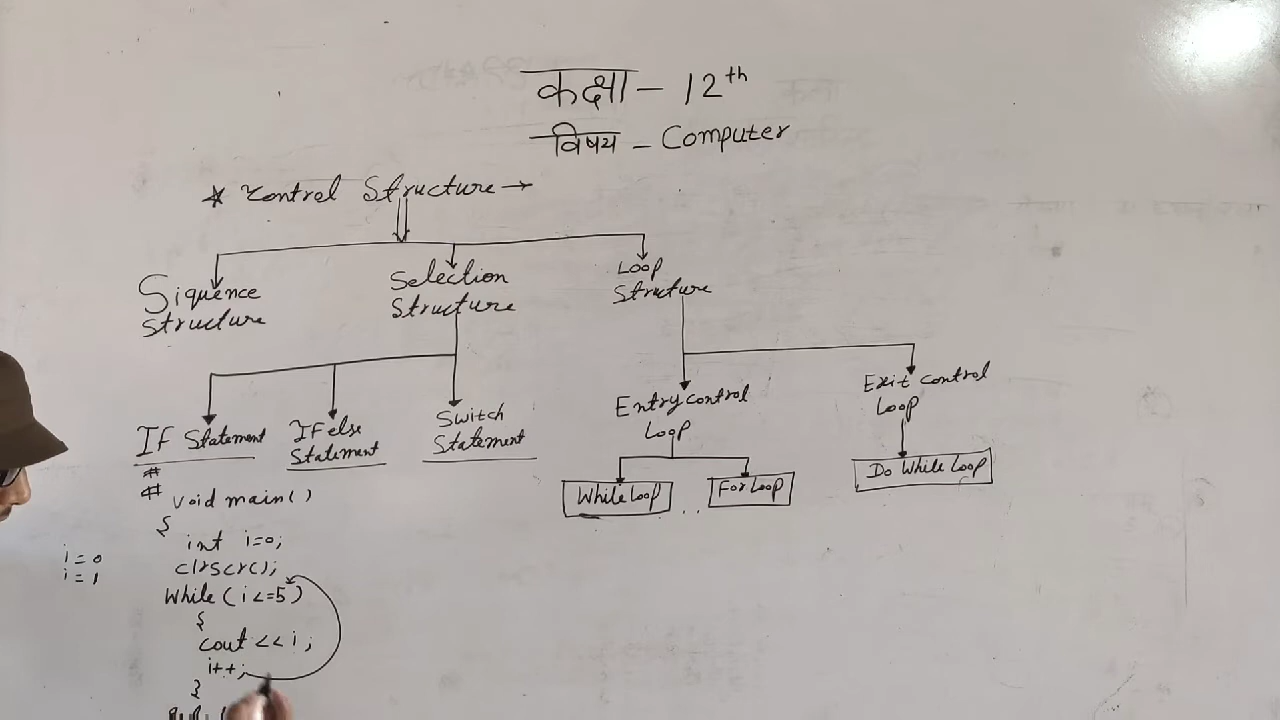 कक्षा - 12th
विषय - Computer
* Control Structure →
Siquence
Structure
Selection
Structure
Loop
Structure
IF Statement
IF else
Statement
Switch
Statement
Entry control
Loop
Exit control
Loop
While Loop
For Loop
Do While Loop
#
#
void main()
{
int i=0;
clrscr();
While(i<=5)
{
cout<<i;
i++;
}
i=0
i=1